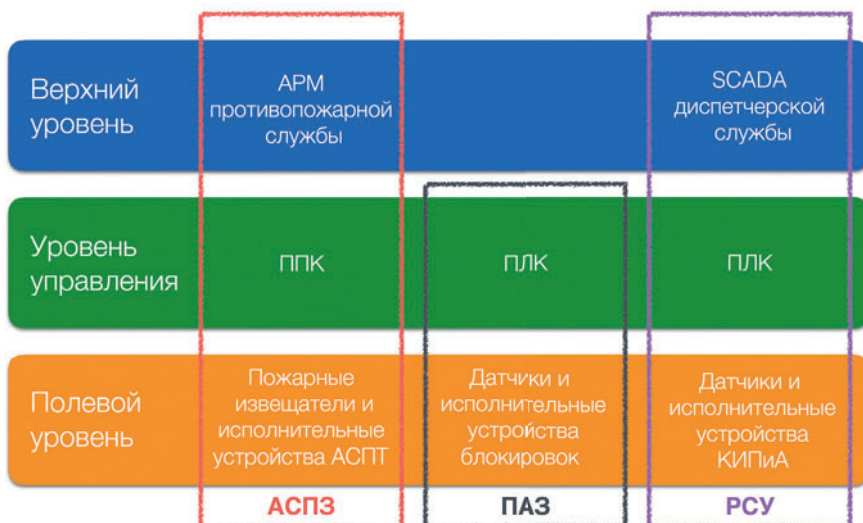 Верхний
уровень
АРМ
противопожарной
службы
SCADA
диспетчерской
службы
Уровень
управления
ППК
ПЛК
ПЛК
Полевой
уровень
Пожарные
извещатели и
исполнительные
устройства АСПТ
Датчики и
исполнительные
устройства
блокировок
Датчики и
исполнительные
устройства
КИПиА
АСПЗ
ПАЗ
РСУ